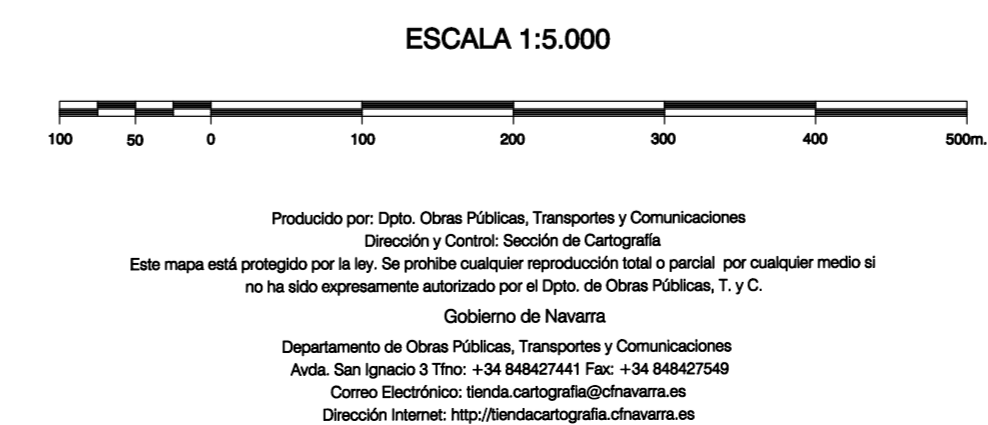 ESCALA 1:5.000
100 50 0 100 200 300 400 500m.
Producido por: Dpto. Obras Públicas, Transportes y Comunicaciones
Dirección y Control: Sección de Cartografía
Este mapa está protegido por la ley. Se prohibe cualquier reproducción total o parcial por cualquier medio si
no ha sido expresamente autorizado por el Dpto. de Obras Públicas, T. y C.
Gobierno de Navarra
Departamento de Obras Públicas, Transportes y Comunicaciones
Avda. San Ignacio 3 Tfno: +34 848427441 Fax: +34 848427549
Correo Electrónico: tienda.cartografia@cfnavarra.es
Dirección Internet: http://tiendacartografia.cfnavarra.es